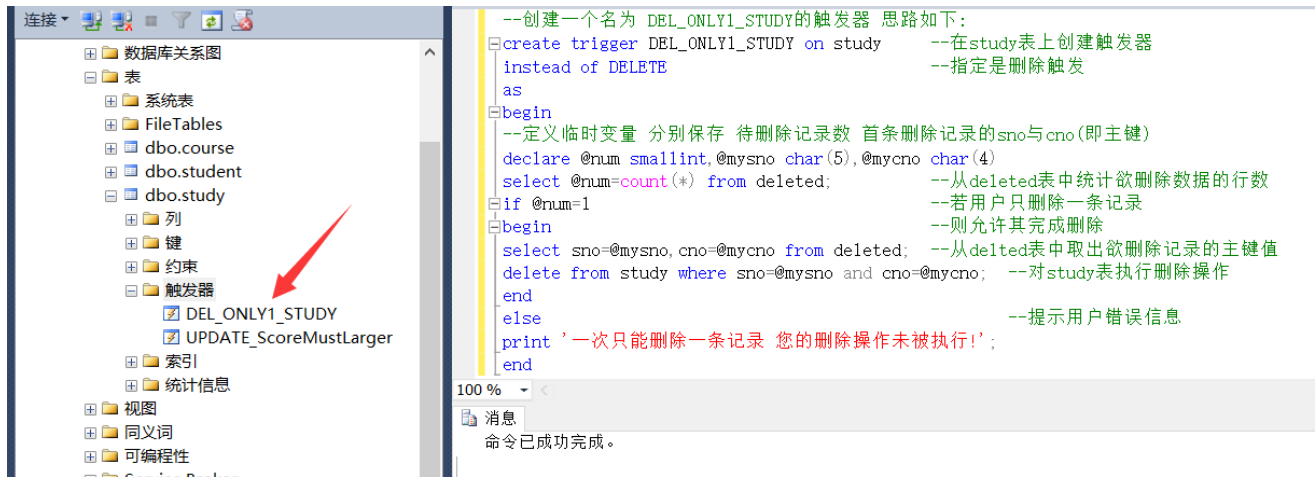 连接
数据库关系图
表
系统表
FileTables
dbo.course
dbo.student
dbo.study
列
键
约束
触发器
DEL_ONLY1_STUDY
UPDATE_ScoreMustLarger
索引
统计信息
视图
同义词
可编程性
--创建一个名为 DEL_ONLY1_STUDY的触发器 思路如下:
create trigger DEL_ONLY1_STUDY on study --在study表上创建触发器
instead of DELETE --指定是删除触发
as
begin
--定义临时变量 分别保存 待删除记录数 首条删除记录的sno与cno(即主键)
declare @num smallint,@mysno char(5),@mycno char(4)
select @num=count(*) from deleted; --从deleted表中统计欲删除数据的行数
if @num=1 --若用户只删除一条记录
begin --则允许其完成删除
select sno=@mysno,cno=@mycno from deleted; --从delted表中取出欲删除记录的主键值
delete from study where sno=@mysno and cno=@mycno; --对study表执行删除操作
end
else --提示用户错误信息
print '一次只能删除一条记录 您的删除操作未被执行!';
end
100 %
消息
命令已成功完成。